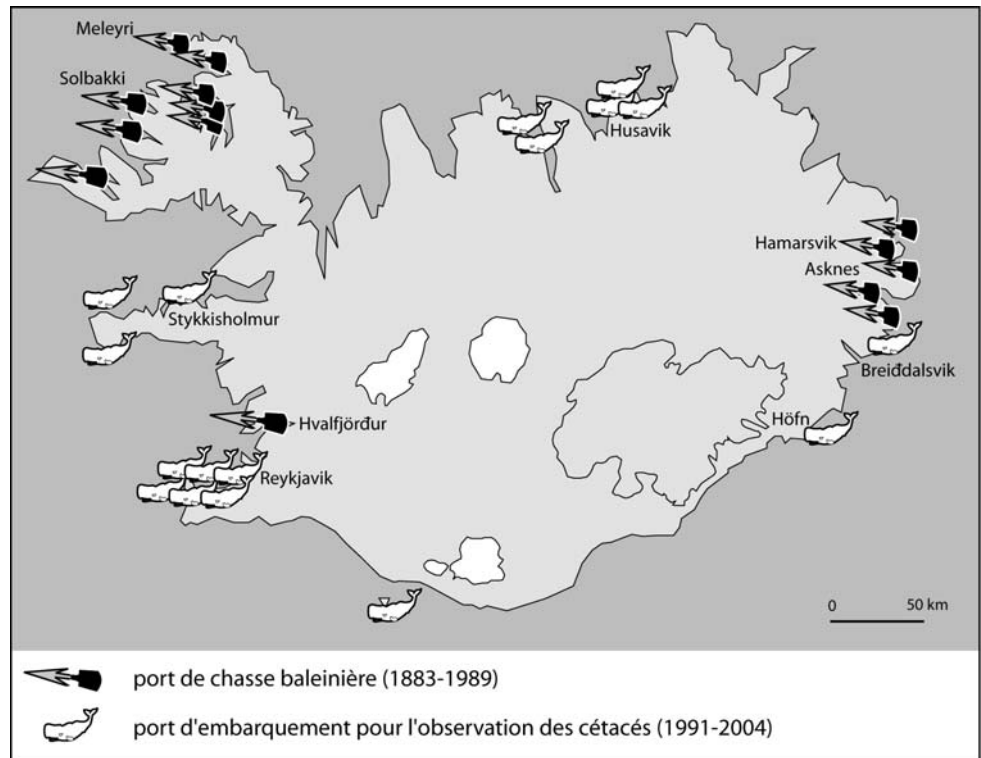 Meleyri
Solbakki
Husavik
Hamarsvik
Asknes
Stykkisholmur
Breiđdalsvik
Höfn
Hvalfjörđur
Reykjavik
0 50 km
port de chasse baleinière (1883-1989)
port d'embarquement pour l'observation des cétacés (1991-2004)